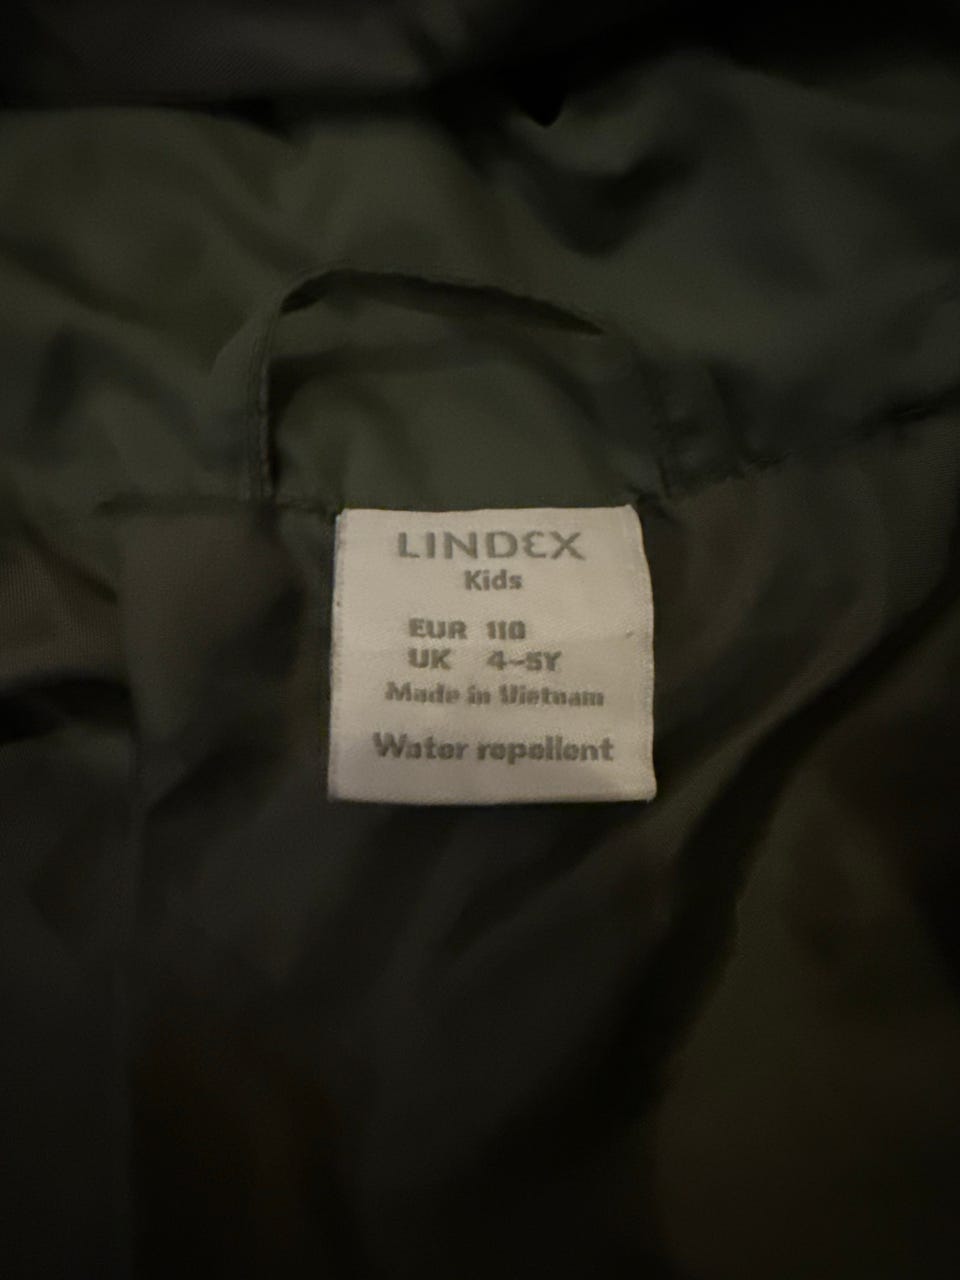 LINDEX
Kids
EUR 110
UK 4-5Y
Made in Vietnam
Water repellent